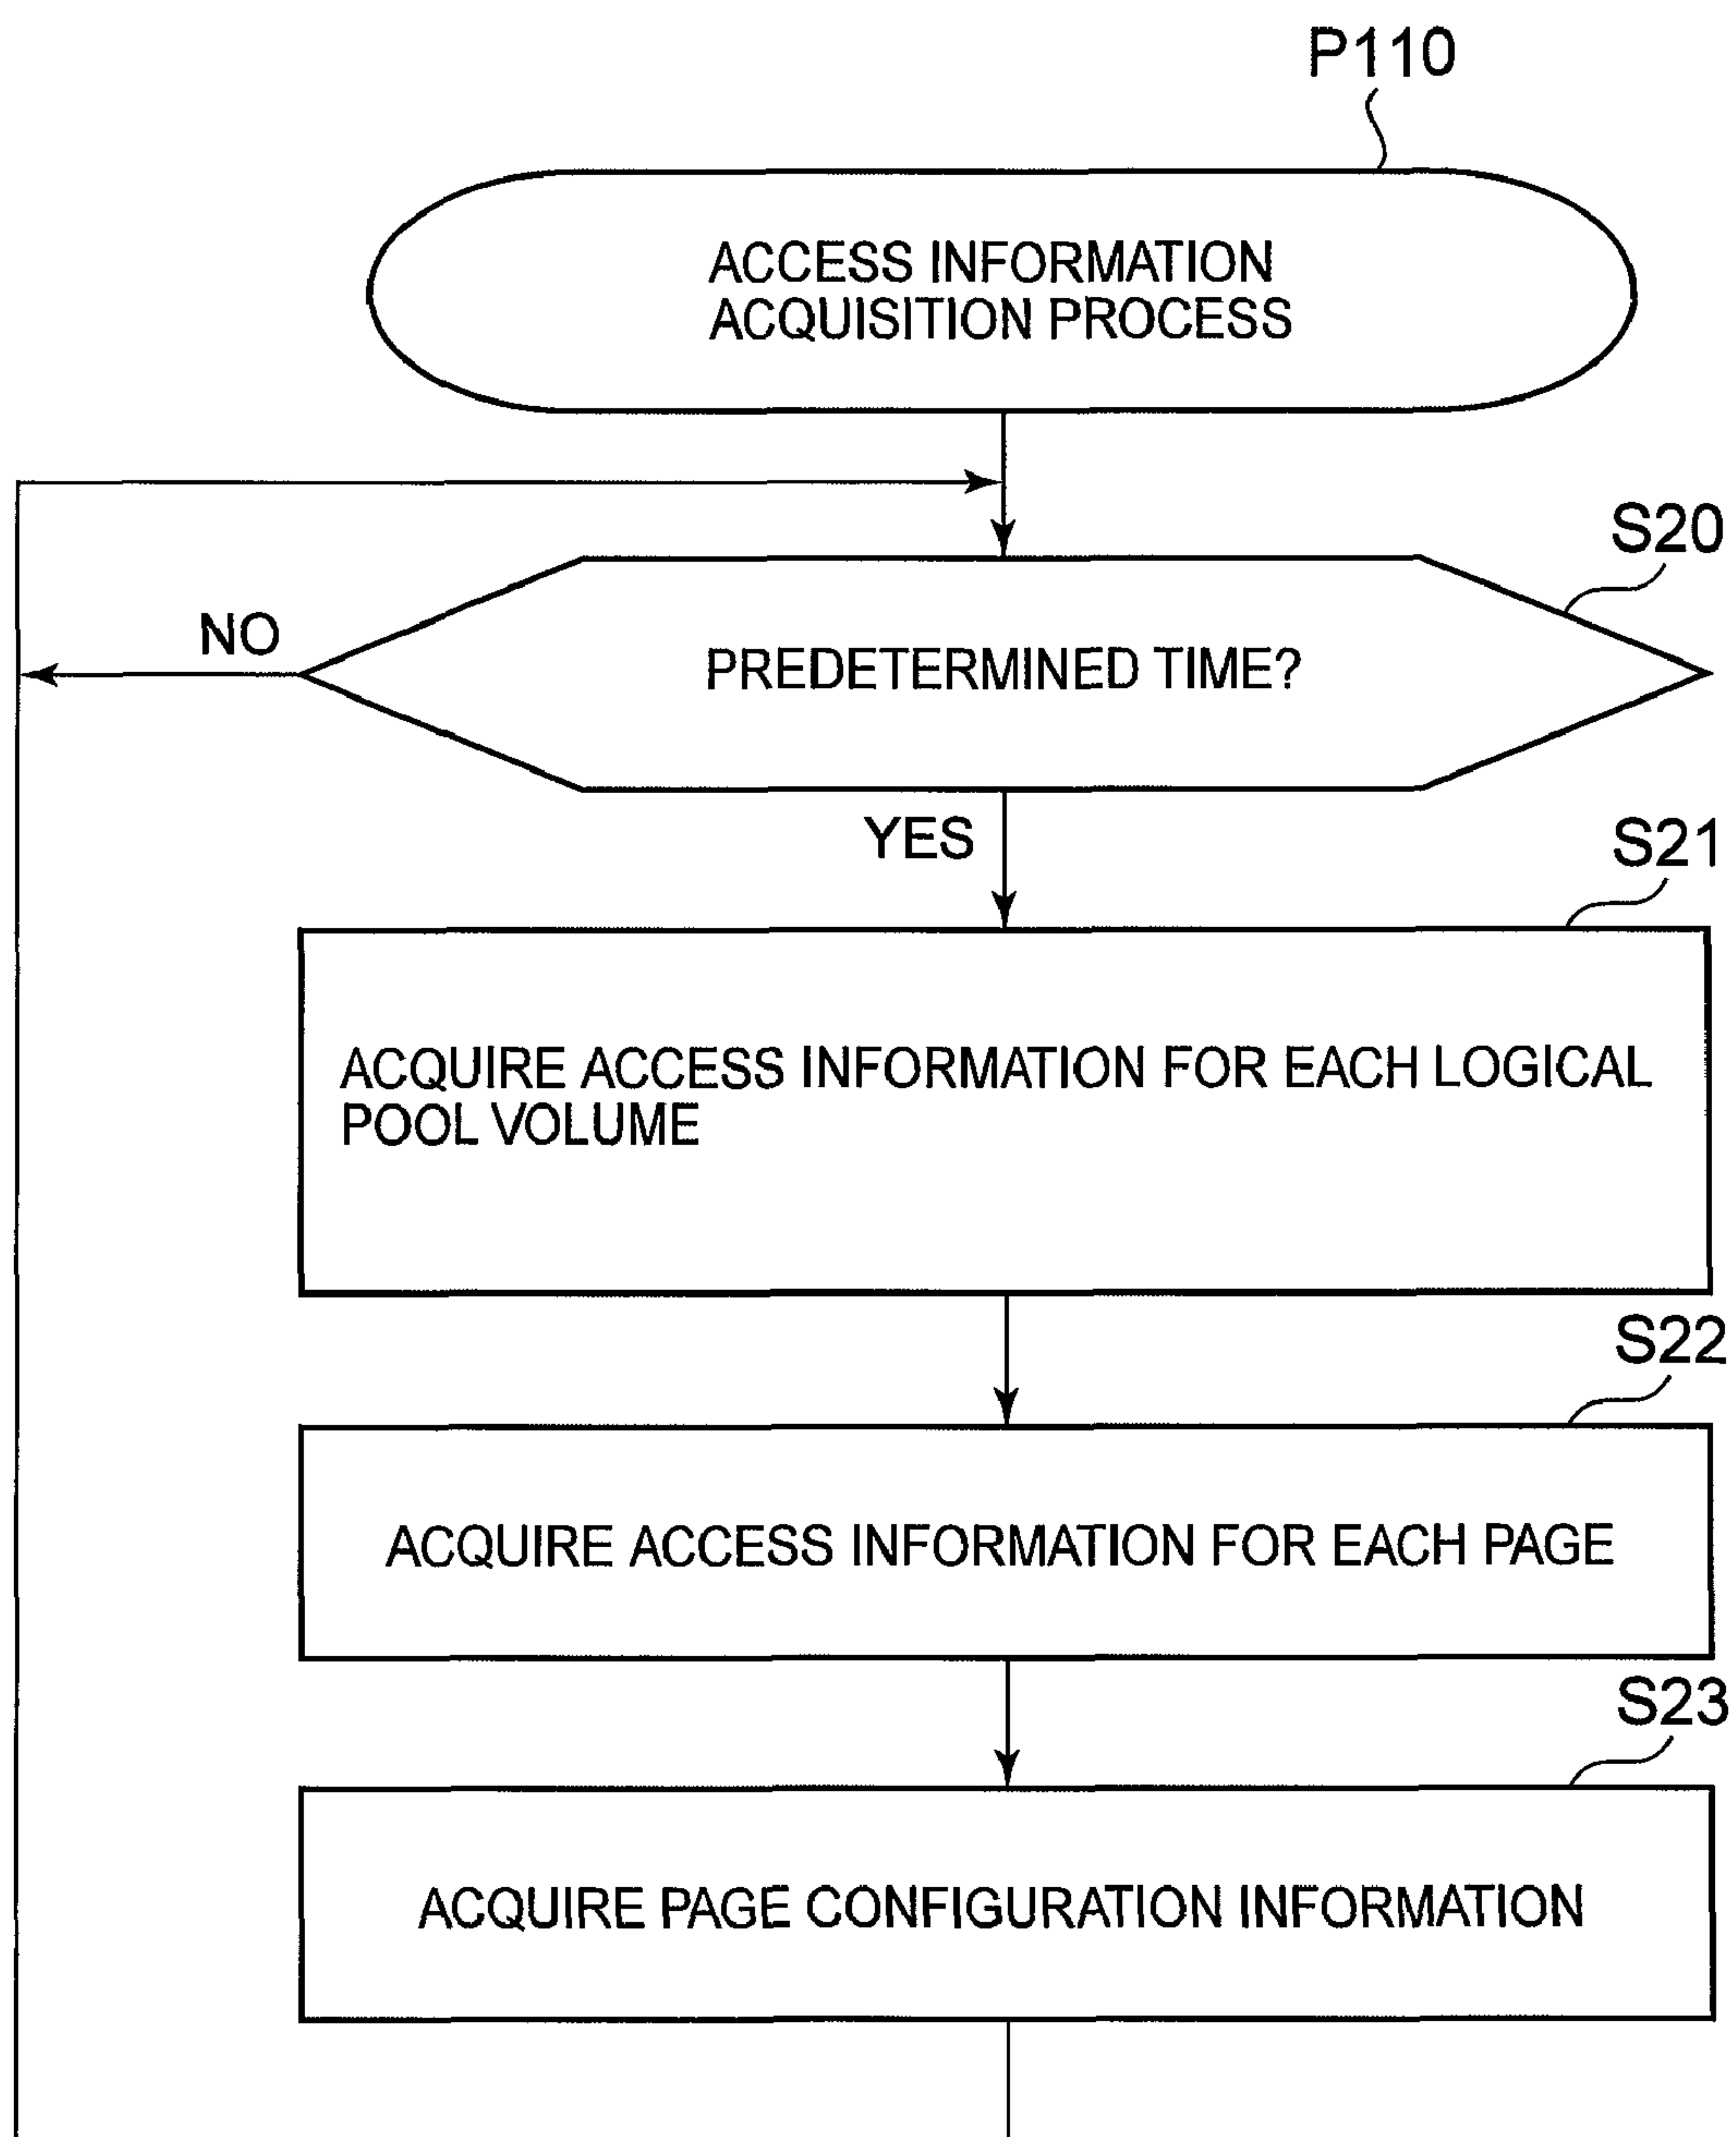 P110
ACCESS INFORMATION
ACQUISITION PROCESS
S20
NO
PREDETERMINED TIME?
YES
S21
ACQUIRE ACCESS INFORMATION FOR EACH LOGICAL
POOL VOLUME
S22
ACQUIRE ACCESS INFORMATION FOR EACH PAGE
S23
ACQUIRE PAGE CONFIGURATION INFORMATION